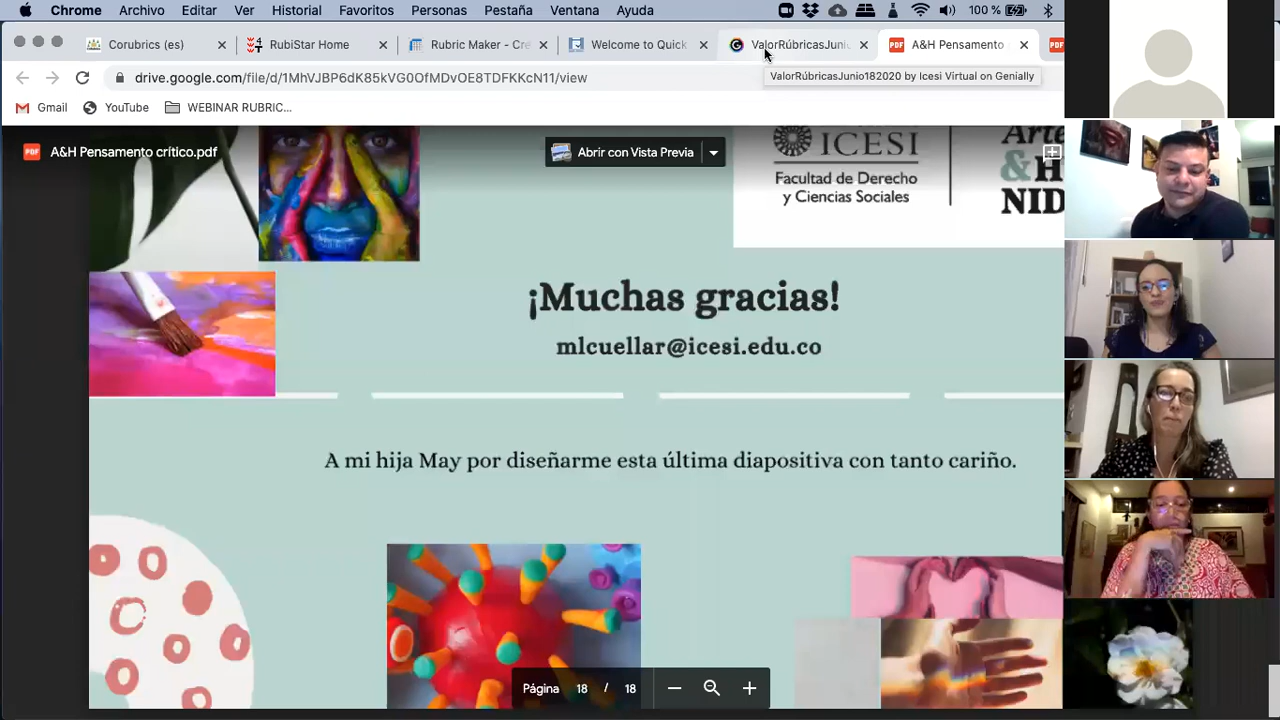 Chrome Archivo Editar Ver Historial Favoritos Personas Pestaña Ventana Ayuda 100 %
Corubrics (es) RubiStar Home Rubric Maker - Cre Welcome to Quick ValorRúbricasJuni A&H Pensamento
drive.google.com/file/d/1MhVJBP6dK85kVG0OfMDvOE8TDFKKcN11/view
ValorRúbricasJunio182020 by Icesi Virtual on Genially
Gmail YouTube WEBINAR RUBRIC...
PDF A&H Pensamento crítico.pdf
Abrir con Vista Previa
ICESI
Facultad de Derecho
y Ciencias Sociales
Arte
&H
NID
¡Muchas gracias!
mlcuellar@icesi.edu.co
A mi hija May por diseñarme esta última diapositiva con tanto cariño.
Página 18 / 18